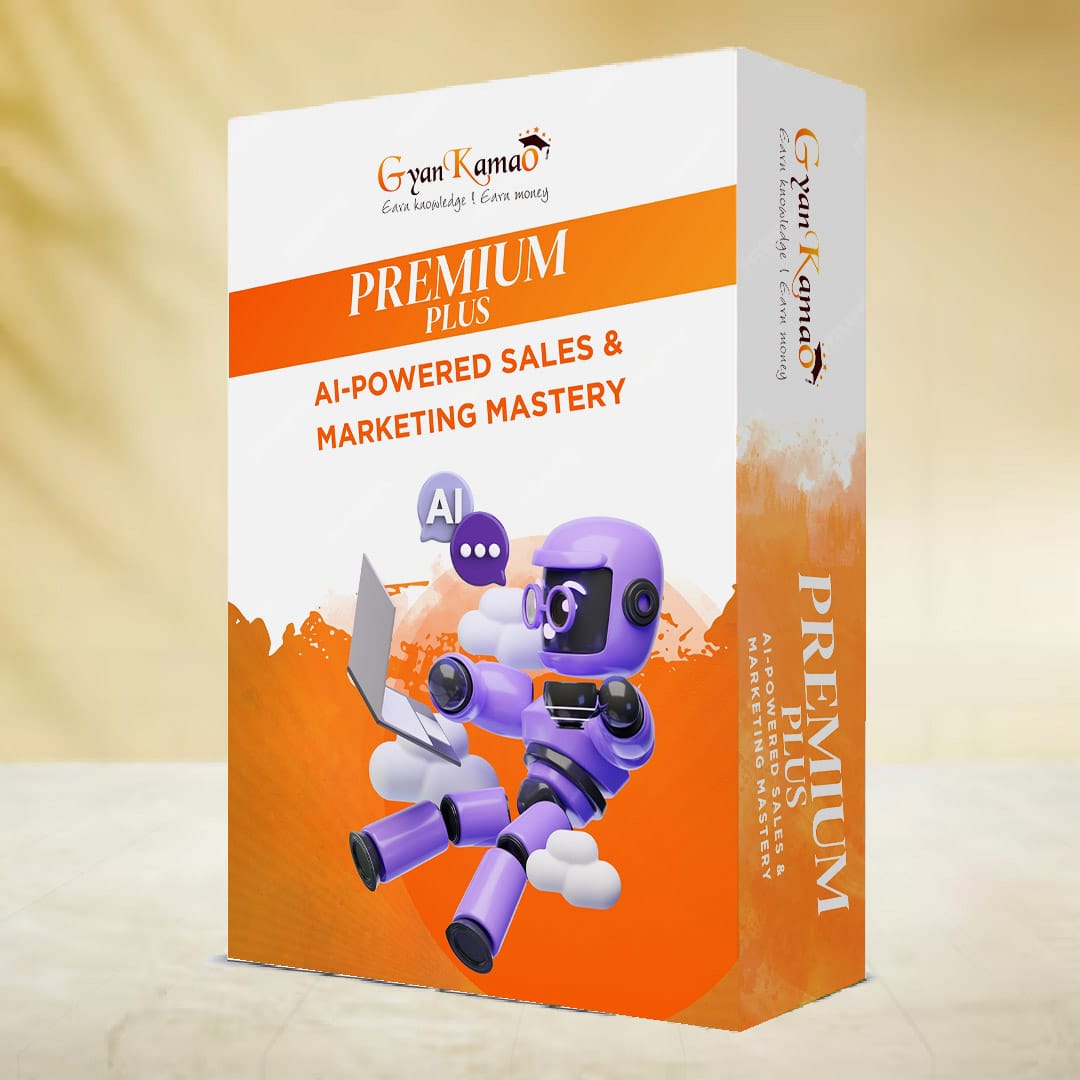 GyanKamaO
Earn knowledge ! Earn money
PREMIUM
PLUS
AI-POWERED SALES &
MARKETING MASTERY
AI
GyanKamaO
Earn knowledge ! Earn money
PREMIUM
PLUS
AI-POWERED SALES &
MARKETING MASTERY